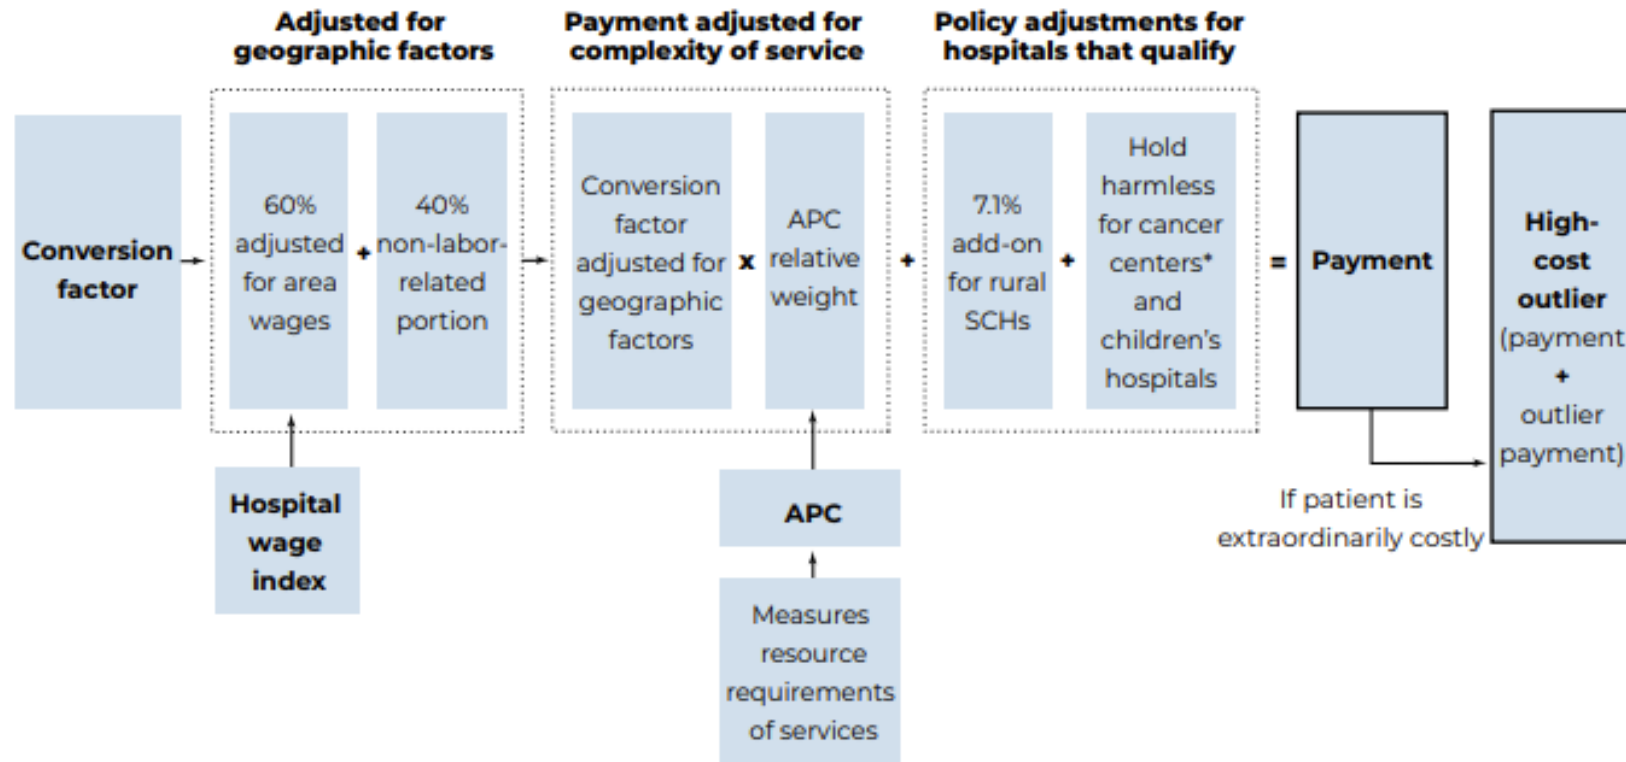 Adjusted for
geographic factors
Payment adjusted for
complexity of service
Policy adjustments for
hospitals that qualify
Conversion
factor
60%
adjusted
for area
wages
+
40%
non-labor-
related
portion
Conversion
factor
adjusted for
geographic
factors
x
APC
relative
weight
+
7.1%
add-on
for rural
SCHs
+
Hold
harmless
for cancer
centers*
and
children's
hospitals
=
Payment
High-
cost
outlier
(payment
+
outlier
payment)
Hospital
wage
index
APC
If patient is
extraordinarily costly
Measures
resource
requirements
of services